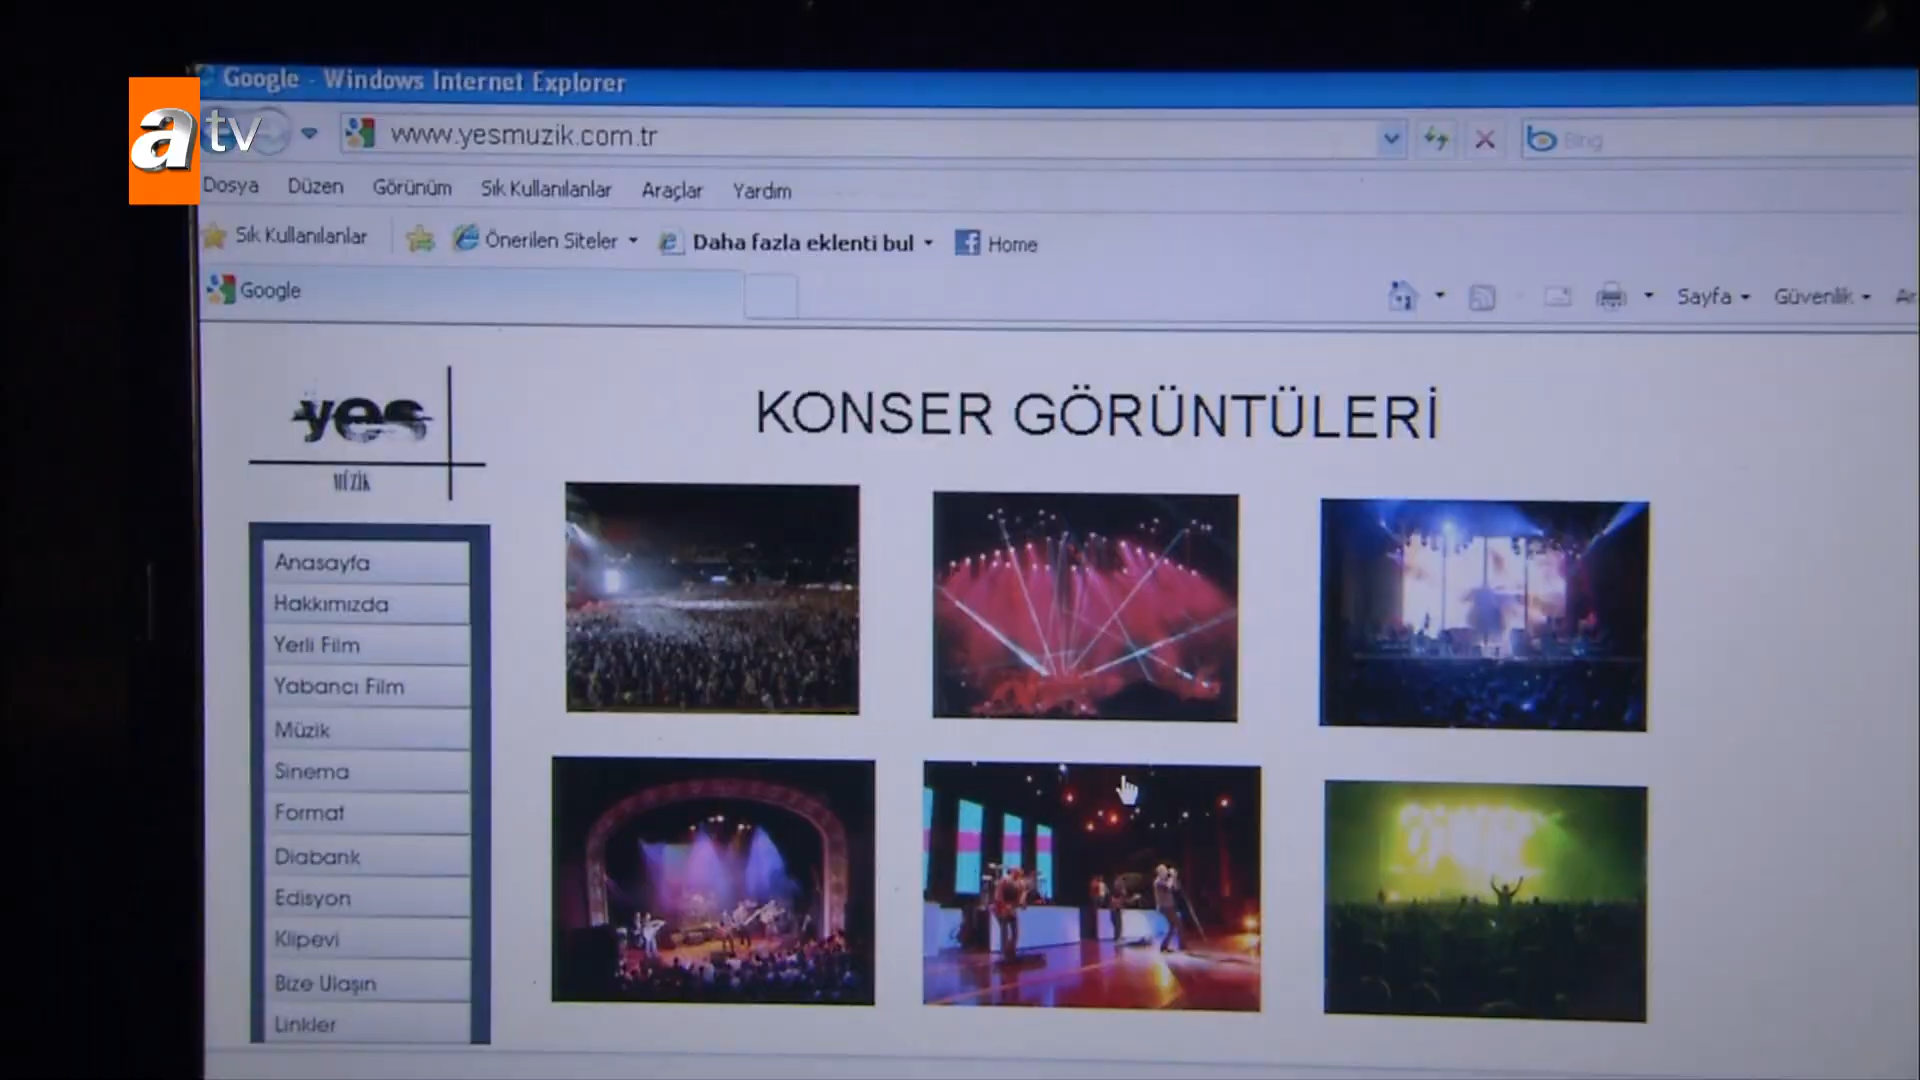 Google - Windows Internet Explorer
atv
www.yesmuzik.com.tr
Bing
Dosya Düzen Görünüm Sık Kullanılanlar Araçlar Yardım
Sık Kullanılanlar Önerilen Siteler Daha fazla eklenti bul Home
Google
Sayfa Güvenlik
yes
MÜZİK
KONSER GÖRÜNTÜLERİ
Anasayfa
Hakkımızda
Yerli Film
Yabancı Film
Müzik
Sinema
Format
Diabank
Edisyon
Klipevi
Bize Ulaşın
Linkler